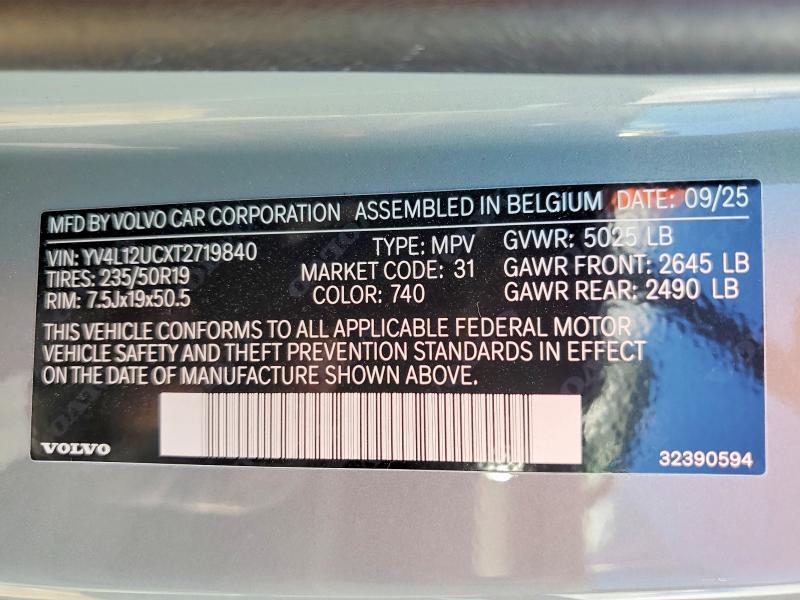 MFD BY VOLVO CAR CORPORATION ASSEMBLED IN BELGIUM DATE: 09/25
VIN: YV4L12UCXT2719840 TYPE: MPV GVWR: 5025 LB
TIRES: 235/50R19 MARKET CODE: 31 GAWR FRONT: 2645 LB
RIM: 7.5Jx19x50.5 COLOR: 740 GAWR REAR: 2490 LB
THIS VEHICLE CONFORMS TO ALL APPLICABLE FEDERAL MOTOR
VEHICLE SAFETY AND THEFT PREVENTION STANDARDS IN EFFECT
ON THE DATE OF MANUFACTURE SHOWN ABOVE.
VOLVO 32390594